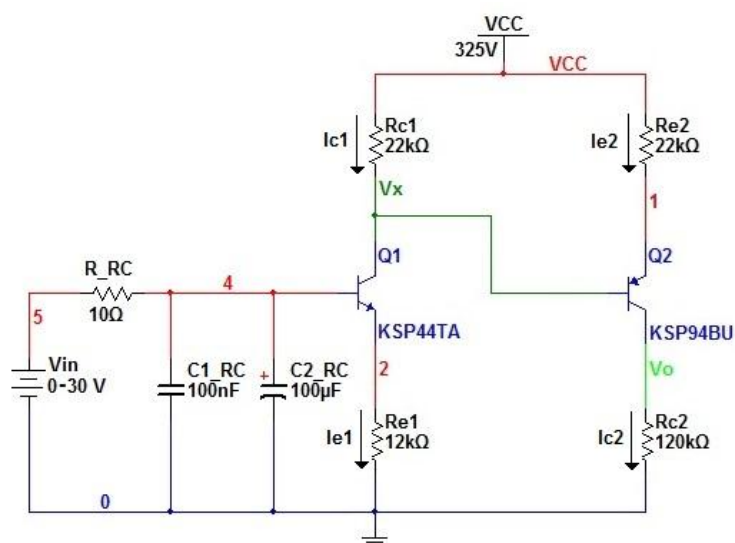 VCC
325V
VCC
Ic1
Rc1
22kΩ
Ie2
Re2
22kΩ
Vx
1
Q1
Q2
R_RC
10Ω
4
5
KSP44TA
KSP94BU
Vin
0-30 V
C1_RC
100nF
+
C2_RC
100µF
2
Vo
Ie1
Re1
12kΩ
Ic2
Rc2
120kΩ
0